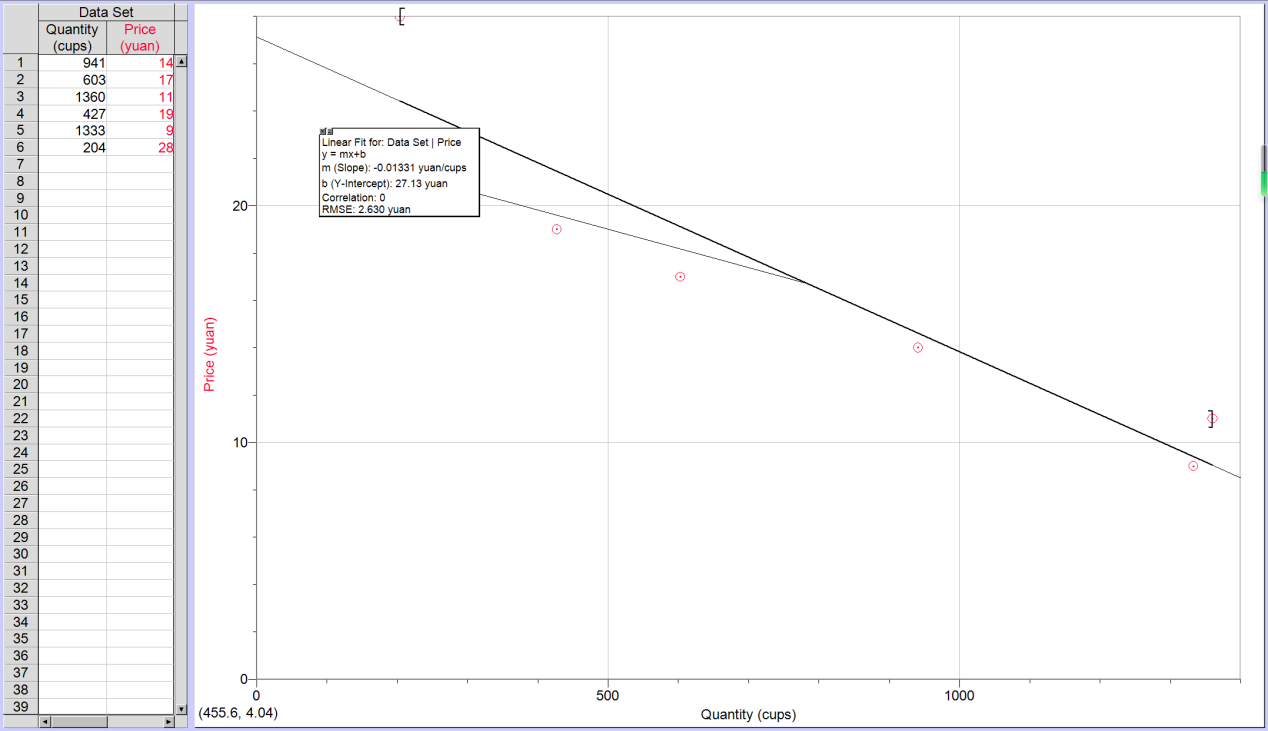 Data Set
Quantity Price
(cups) (yuan)
1 941 14
2 603 17
3 1360 11
4 427 19
5 1333 9
6 204 28
7
8
9
10
11
12
13
14
15
16
17
18
19
20
21
22
23
24
25
26
27
28
29
30
31
32
33
34
35
36
37
38
39
Linear Fit for: Data Set | Price
y = mx+b
m (Slope): -0.01331 yuan/cups
b (Y-Intercept): 27.13 yuan
Correlation: 0
RMSE: 2.630 yuan
20
Price (yuan)
10
0
0 500 1000
(455.6, 4.04)
Quantity (cups)